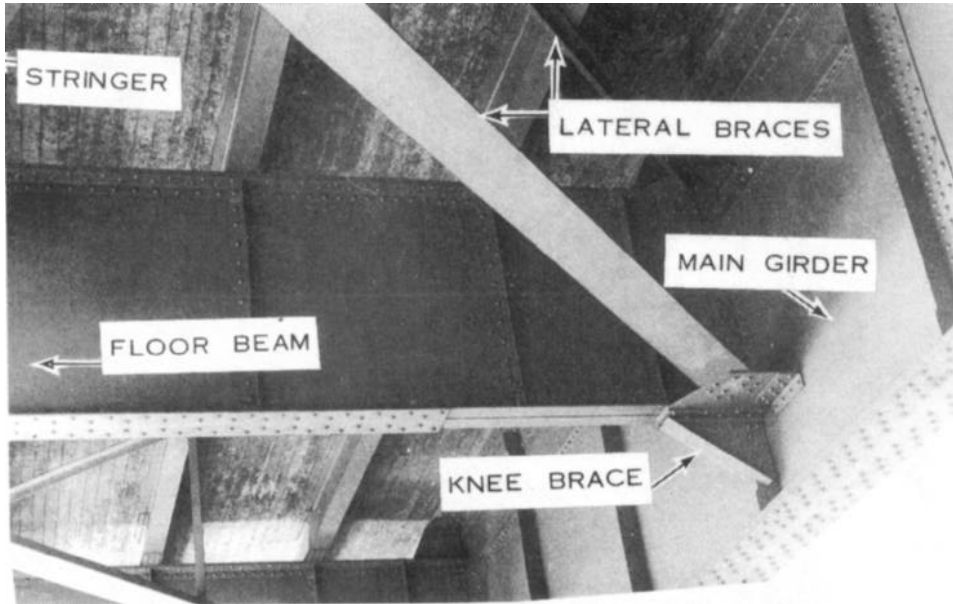 STRINGER
LATERAL BRACES
MAIN GIRDER
FLOOR BEAM
KNEE BRACE